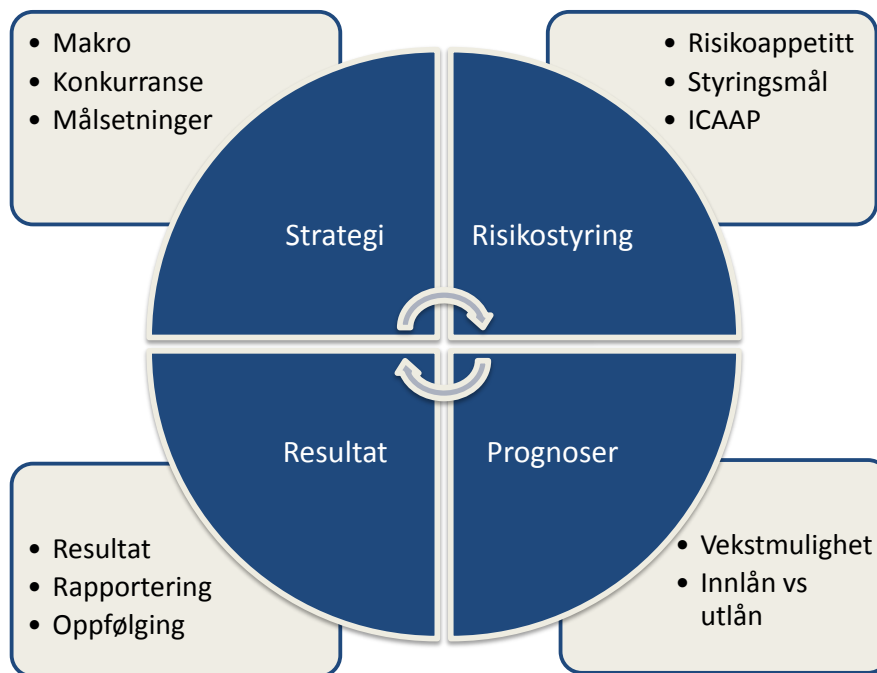 • Makro
• Konkurranse
• Målsetninger
• Risikoappetitt
• Styringsmål
• ICAAP
Strategi
Risikostyring
Resultat
Prognoser
• Resultat
• Rapportering
• Oppfølging
• Vekstmulighet
• Innlån vs
utlån